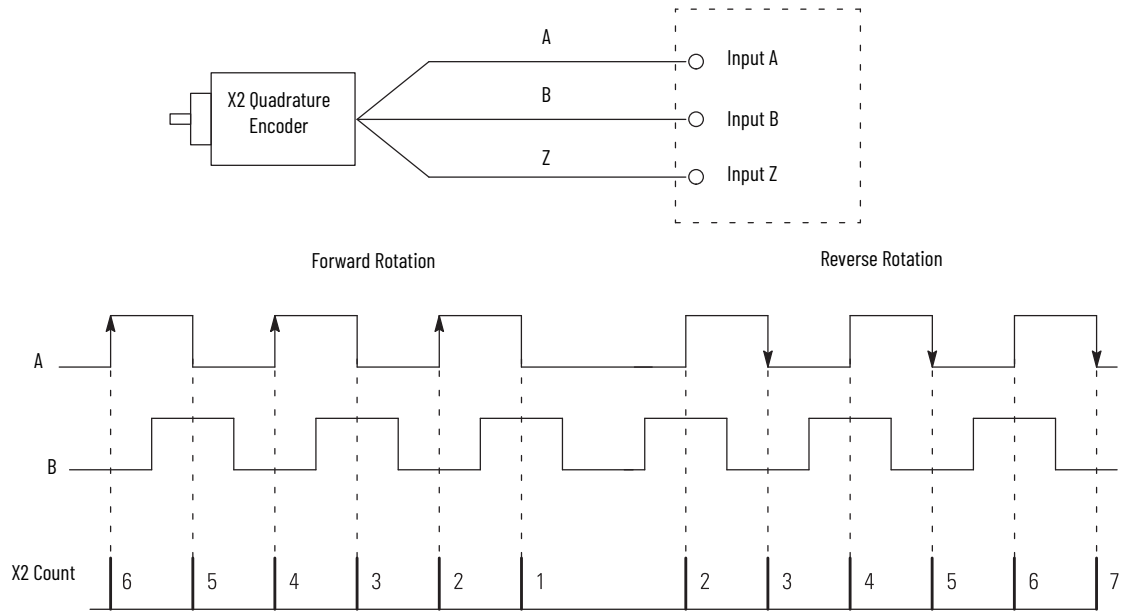 A
Input A
X2 Quadrature
Encoder
B
Input B
Z
Input Z
Forward Rotation
Reverse Rotation
A
B
X2 Count
6 5 4 3 2 1 2 3 4 5 6 7